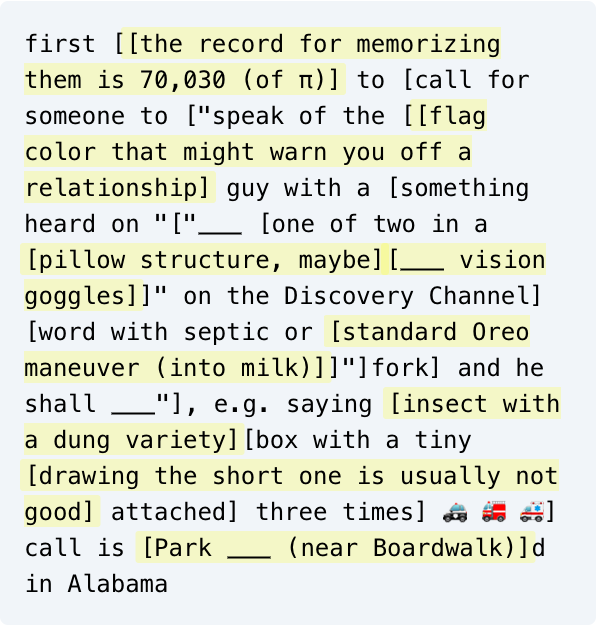 first [[[the record for memorizing
them is 70,030 (of π)] to [call for
someone to ["speak of the [[[flag
color that might warn you off a
relationship] guy with a [something
heard on "["___ [one of two in a
[pillow structure, maybe][___ vision
goggles]]" on the Discovery Channel]
[word with septic or [standard Oreo
maneuver (into milk)]]"]fork] and he
shall ___"], e.g. saying [insect with
a dung variety][box with a tiny
[drawing the short one is usually not
good] attached] three times] 🚓 🚒 🚑]
call is [Park ___ (near Boardwalk)]d
in Alabama